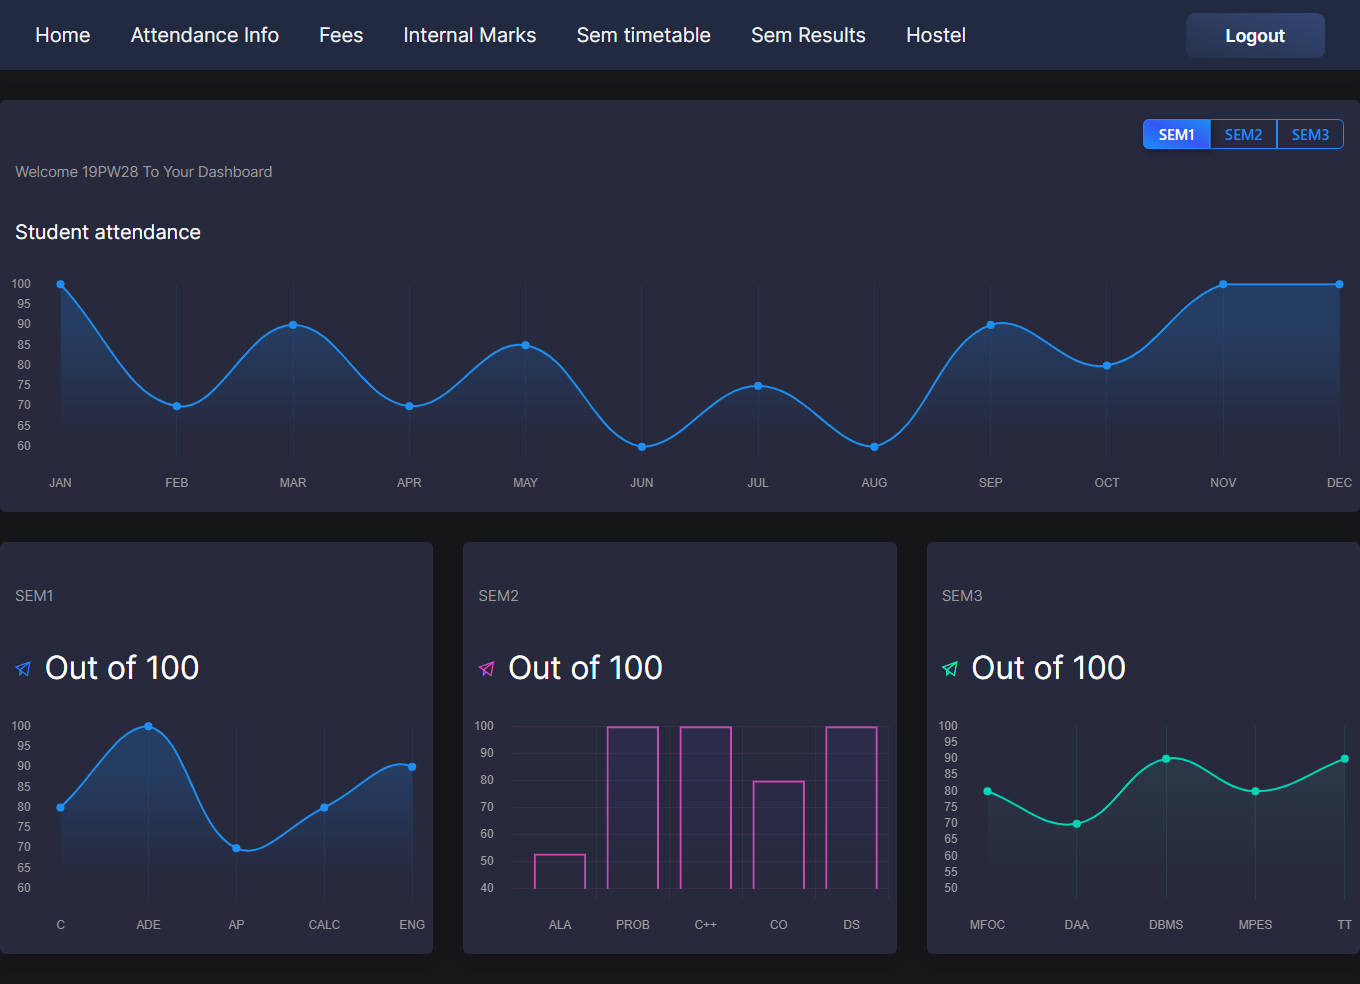 Home Attendance Info Fees Internal Marks Sem timetable Sem Results Hostel Logout
SEM1 SEM2 SEM3
Welcome 19PW28 To Your Dashboard
Student attendance
100
95
90
85
80
75
70
65
60
JAN FEB MAR APR MAY JUN JUL AUG SEP OCT NOV DEC
SEM1
Out of 100
100
95
90
85
80
75
70
65
60
C ADE AP CALC ENG
SEM2
Out of 100
100
90
80
70
60
50
40
ALA PROB C++ CO DS
SEM3
Out of 100
100
95
90
85
80
75
70
65
60
55
50
MFOC DAA DBMS MPES TT